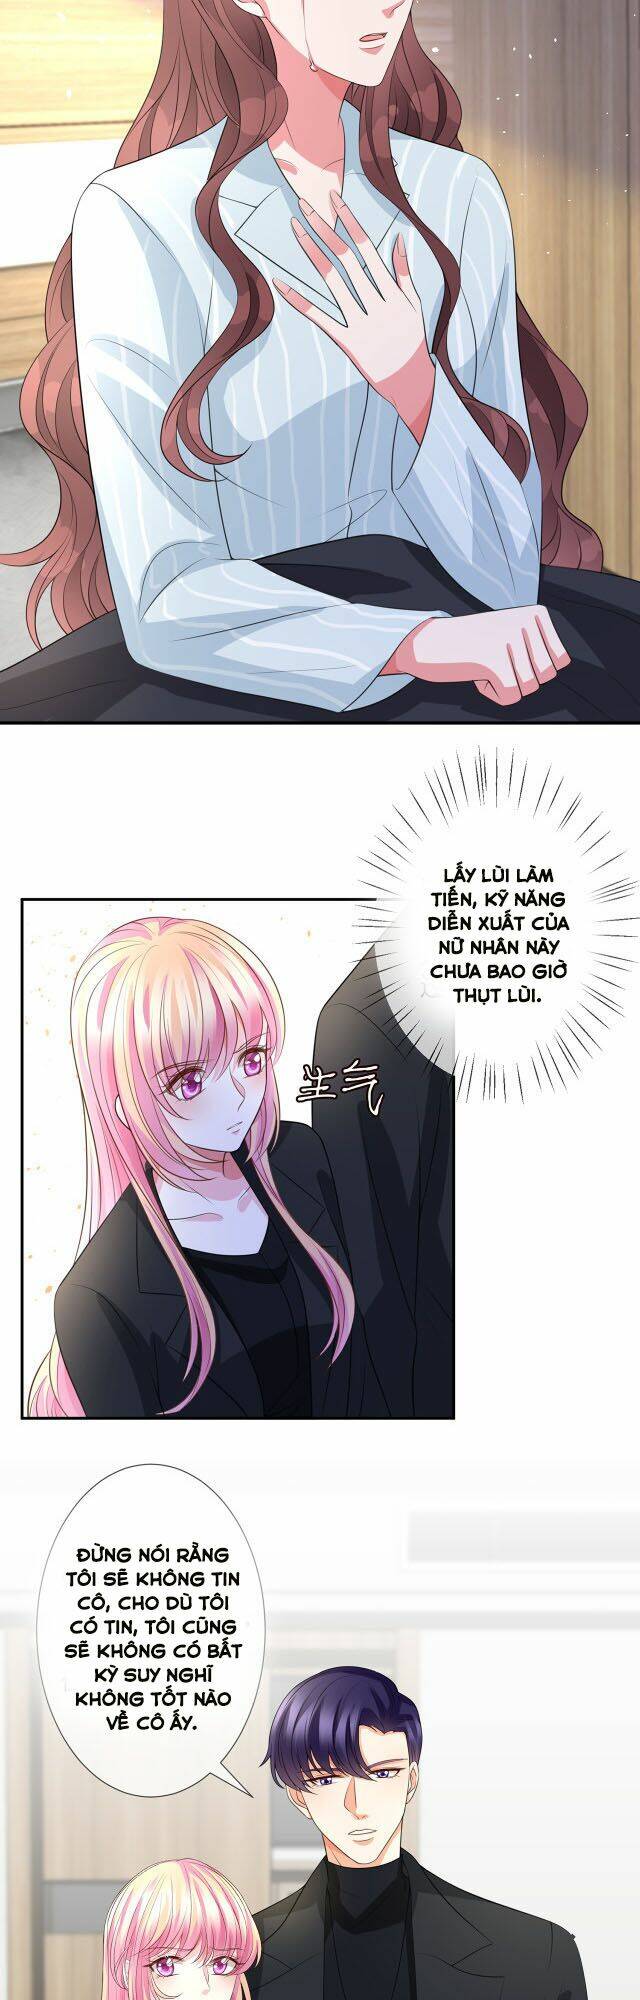 LẤY LÙI LÀM
TIẾN, KỸ NĂNG
DIỄN XUẤT CỦA
NỮ NHÂN NÀY
CHƯA BAO GIỜ
THỤT LÙI.
生气
ĐỪNG NÓI RẰNG
TÔI SẼ KHÔNG TIN
CÔ, CHO DÙ TÔI
CÓ TIN, TÔI CŨNG
SẼ KHÔNG CÓ BẤT
KỲ SUY NGHĨ
KHÔNG TỐT NÀO
VỀ CÔ ẤY.